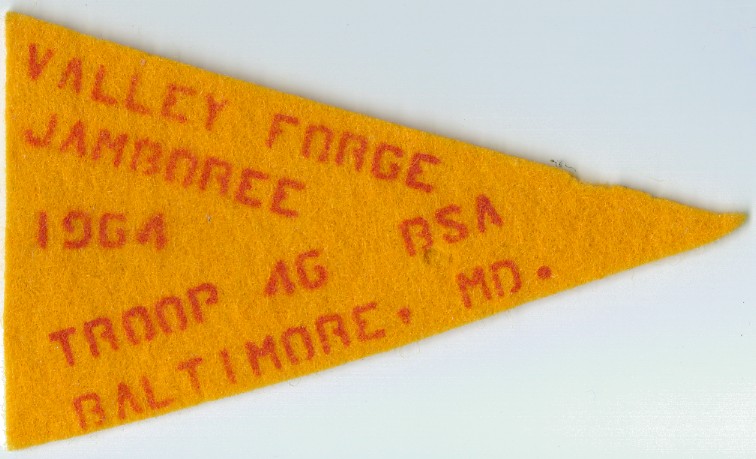 VALLEY FORGE
JAMBOREE
1964
BSA
TROOP 46
BALTIMORE, MD.